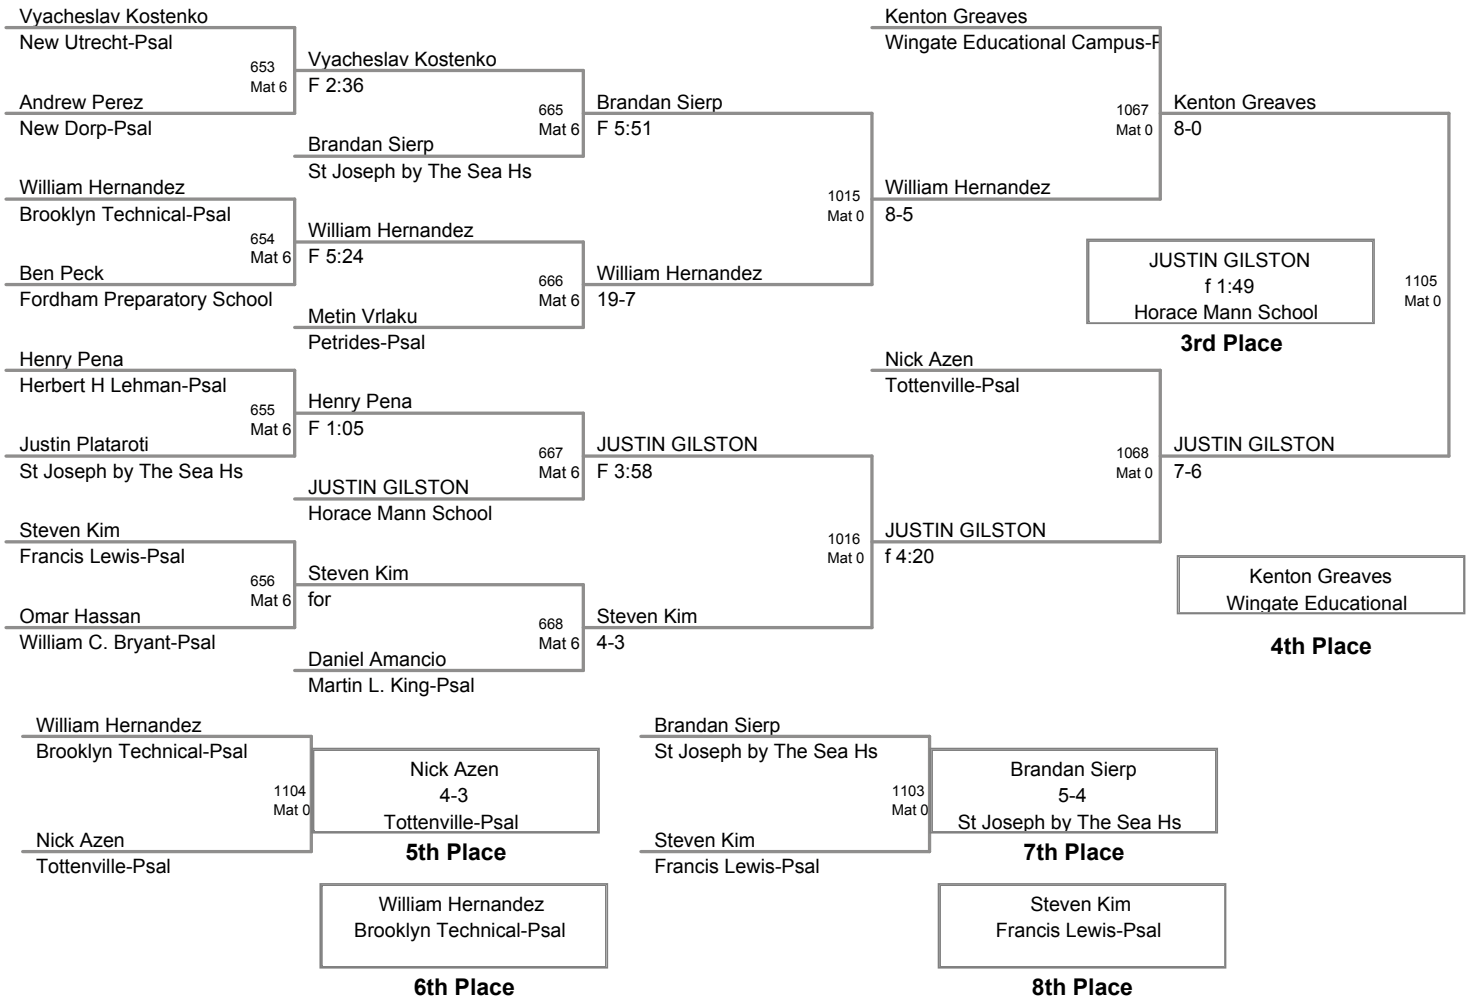 Vyacheslav Kostenko
New Utrecht-Psal
653
Mat 6
Andrew Perez
New Dorp-Psal
William Hernandez
Brooklyn Technical-Psal
654
Mat 6
Ben Peck
Fordham Preparatory School
Henry Pena
Herbert H Lehman-Psal
655
Mat 6
Justin Plataroti
St Joseph by The Sea Hs
Steven Kim
Francis Lewis-Psal
656
Mat 6
Omar Hassan
William C. Bryant-Psal
Vyacheslav Kostenko
F 2:36
665
Mat 6
Brandan Sierp
St Joseph by The Sea Hs
William Hernandez
F 5:24
666
Mat 6
Metin Vrlaku
Petrides-Psal
Henry Pena
F 1:05
667
Mat 6
JUSTIN GILSTON
Horace Mann School
Steven Kim
for
668
Mat 6
Daniel Amancio
Martin L. King-Psal
Brandan Sierp
F 5:51
1015
Mat 0
William Hernandez
19-7
JUSTIN GILSTON
F 3:58
1016
Mat 0
Steven Kim
4-3
Kenton Greaves
Wingate Educational Campus-P
1067
Mat 0
William Hernandez
8-5
Nick Azen
Tottenville-Psal
1068
Mat 0
JUSTIN GILSTON
f 4:20
Kenton Greaves
8-0
1105
Mat 0
JUSTIN GILSTON
7-6
JUSTIN GILSTON
f 1:49
Horace Mann School
3rd Place
Kenton Greaves
Wingate Educational
4th Place
William Hernandez
Brooklyn Technical-Psal
1104
Mat 0
Nick Azen
Tottenville-Psal
Nick Azen
4-3
Tottenville-Psal
5th Place
William Hernandez
Brooklyn Technical-Psal
6th Place
Brandan Sierp
St Joseph by The Sea Hs
1103
Mat 0
Steven Kim
Francis Lewis-Psal
Brandan Sierp
5-4
St Joseph by The Sea Hs
7th Place
Steven Kim
Francis Lewis-Psal
8th Place